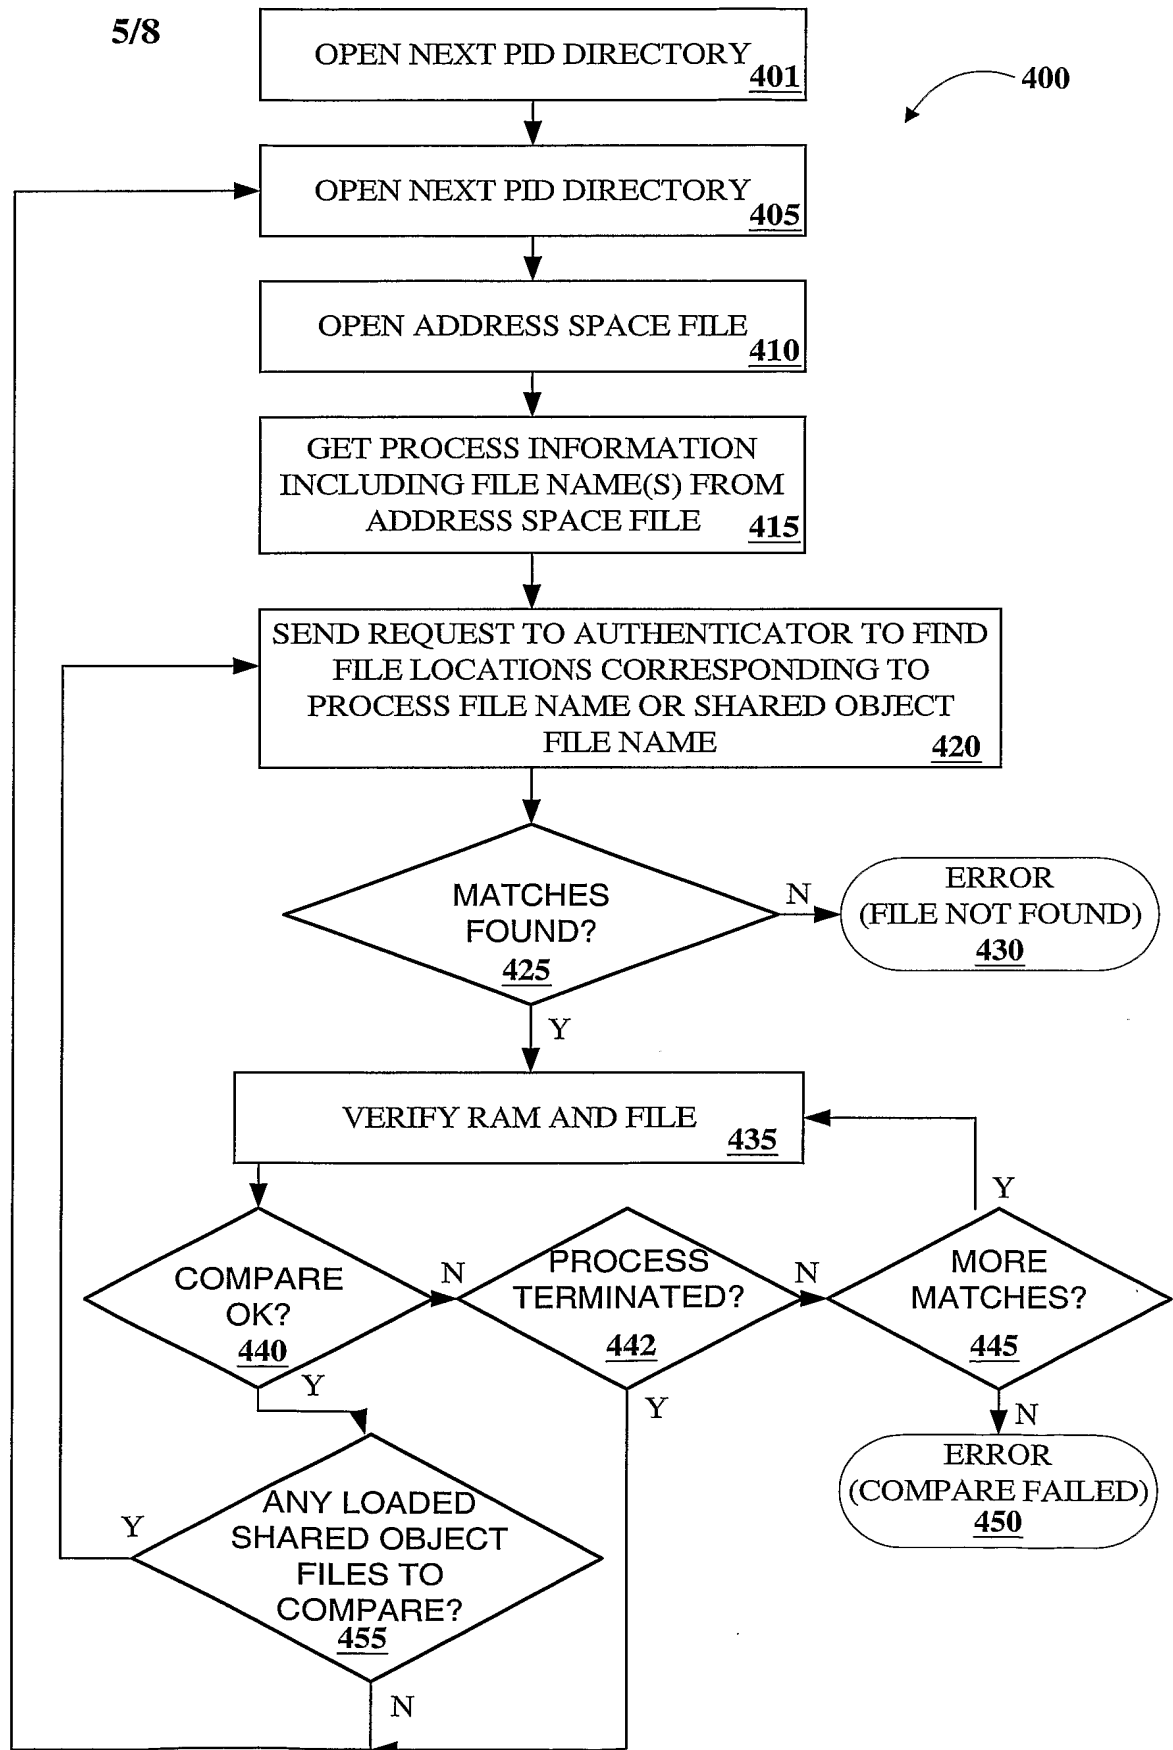 5/8
OPEN NEXT PID DIRECTORY
401
400
OPEN NEXT PID DIRECTORY
405
OPEN ADDRESS SPACE FILE
410
GET PROCESS INFORMATION
INCLUDING FILE NAME(S) FROM
ADDRESS SPACE FILE
415
SEND REQUEST TO AUTHENTICATOR TO FIND
FILE LOCATIONS CORRESPONDING TO
PROCESS FILE NAME OR SHARED OBJECT
FILE NAME
420
MATCHES
FOUND?
425
N
ERROR
(FILE NOT FOUND)
430
Y
VERIFY RAM AND FILE
435
COMPARE
OK?
440
N
PROCESS
TERMINATED?
442
N
MORE
MATCHES?
445
Y
Y
Y
N
ERROR
(COMPARE FAILED)
450
ANY LOADED
SHARED OBJECT
FILES TO
COMPARE?
455
Y
N